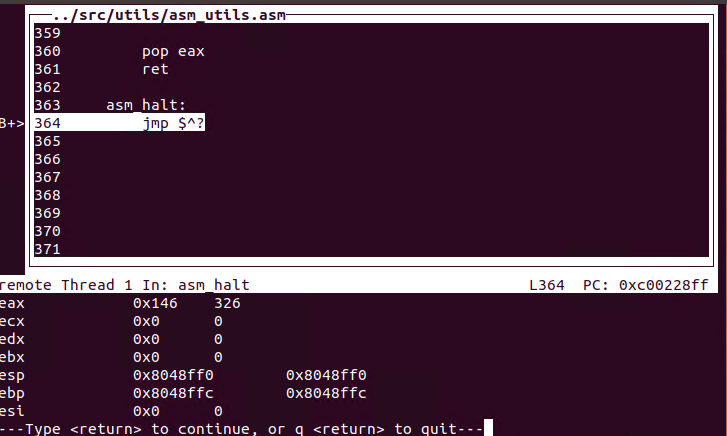 ../src/utils/asm_utils.asm
359
360 pop eax
361 ret
362
363 asm_halt:
B+> 364 jmp $^?
365
366
367
368
369
370
371
remote Thread 1 In: asm_halt L364 PC: 0xc00228ff
eax 0x146 326
ecx 0x0 0
edx 0x0 0
ebx 0x0 0
esp 0x8048ff0 0x8048ff0
ebp 0x8048ffc 0x8048ffc
esi 0x0 0
---Type <return> to continue, or q <return> to quit---